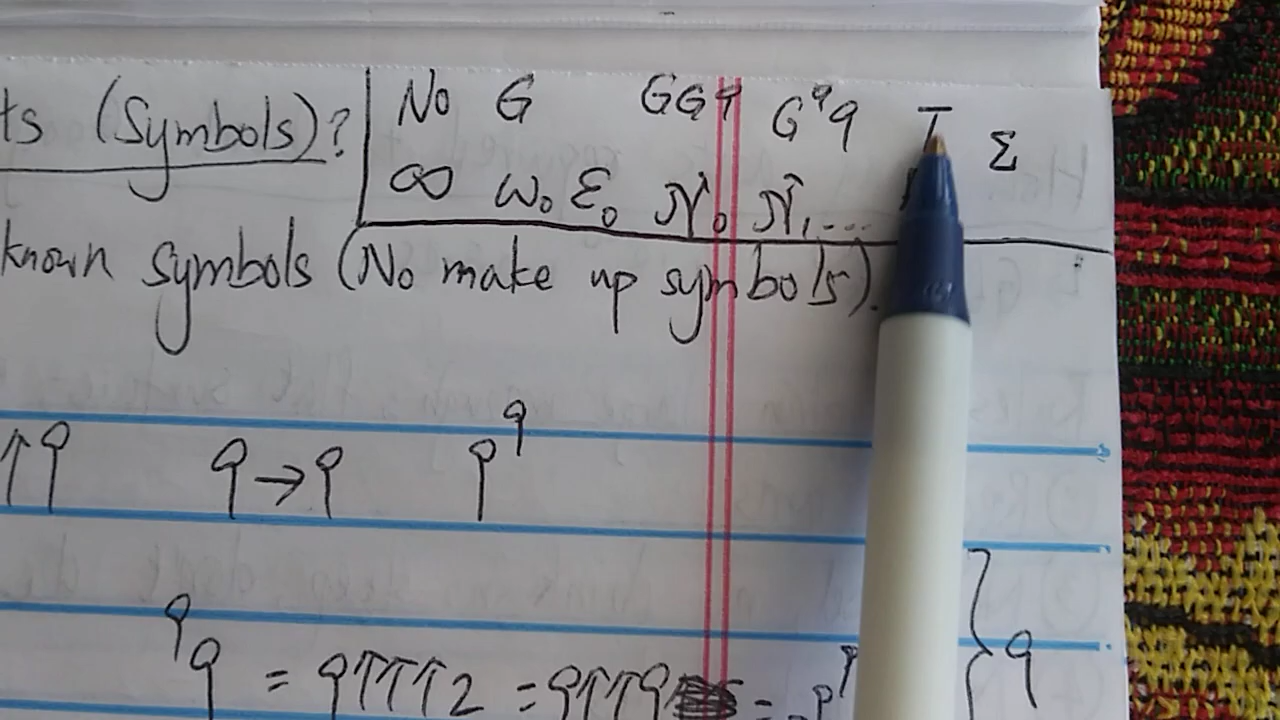 ts (Symbols)?
No G GG9 G⁹9 T Σ
∞ ω₀ ε₀ ℵ₀ ℵ₁...
known symbols (No make up symbols).
↑9 9→9 9⁹
⁹9 = 9↑↑↑2 = 9↑↑9 = 9⁹ } 9